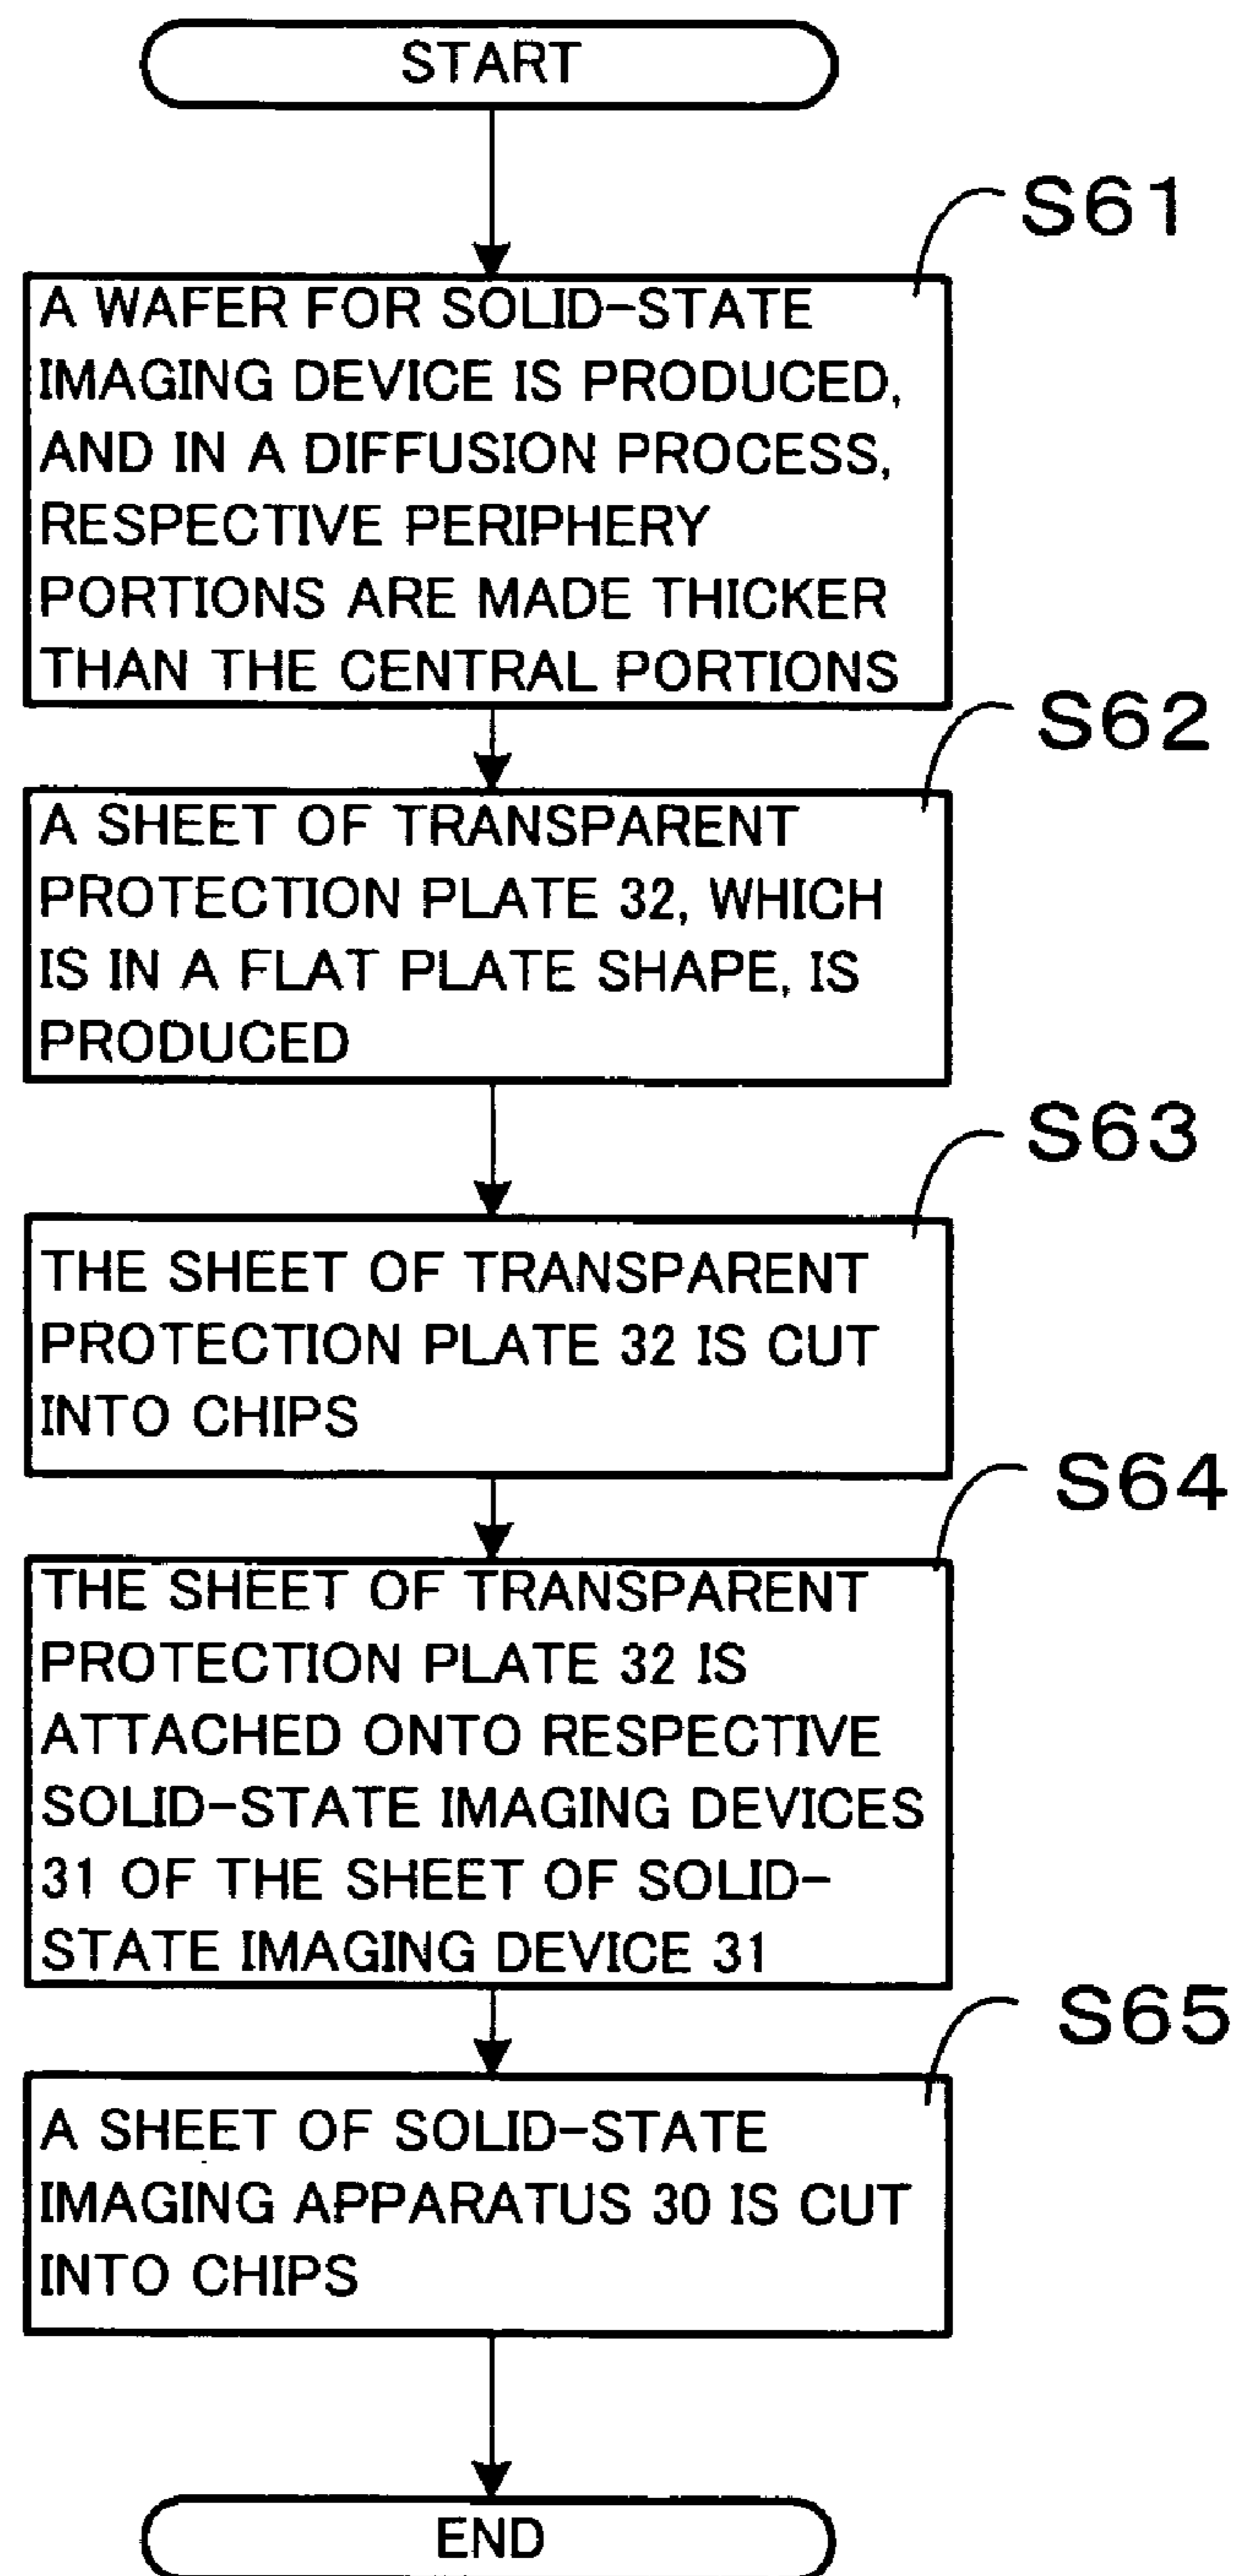 START
S61
A WAFER FOR SOLID-STATE
IMAGING DEVICE IS PRODUCED,
AND IN A DIFFUSION PROCESS,
RESPECTIVE PERIPHERY
PORTIONS ARE MADE THICKER
THAN THE CENTRAL PORTIONS
S62
A SHEET OF TRANSPARENT
PROTECTION PLATE 32, WHICH
IS IN A FLAT PLATE SHAPE, IS
PRODUCED
S63
THE SHEET OF TRANSPARENT
PROTECTION PLATE 32 IS CUT
INTO CHIPS
S64
THE SHEET OF TRANSPARENT
PROTECTION PLATE 32 IS
ATTACHED ONTO RESPECTIVE
SOLID-STATE IMAGING DEVICES
31 OF THE SHEET OF SOLID-
STATE IMAGING DEVICE 31
S65
A SHEET OF SOLID-STATE
IMAGING APPARATUS 30 IS CUT
INTO CHIPS
END